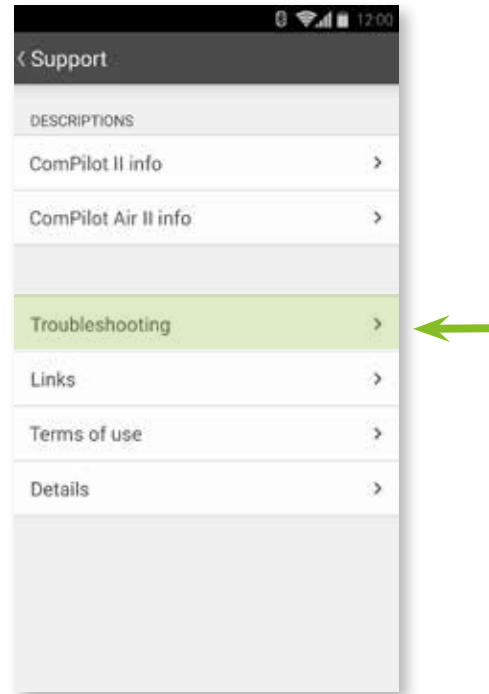 12:00
Support
DESCRIPTIONS
ComPilot II info
ComPilot Air II info
Troubleshooting
Links
Terms of use
Details